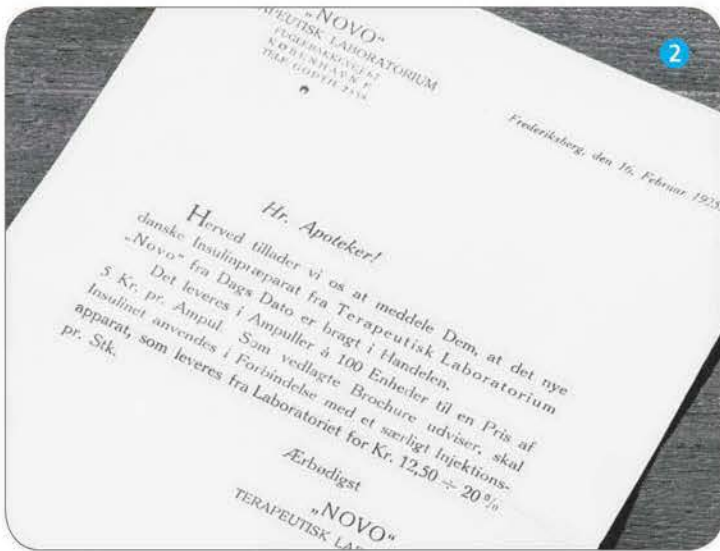 2
„NOVO“
TERAPEUTISK LABORATORIUM
KØBENHAVN F.
Frederiksberg, den 16. Februar 1925.
Hr. Apoteker!
Herved tillader vi os at meddele Dem, at det nye
danske Insulinpræparat fra Terapeutisk Laboratorium
„Novo“ fra Dags Dato er bragt i Handelen.
Det leveres i Ampuller à 100 Enheder til en Pris af
5 Kr. pr. Ampul. Som vedlagte Brochure udviser, skal
Insulinet anvendes i Forbindelse med et særligt Injektions-
apparat, som leveres fra Laboratoriet for Kr. 12,50 ÷ 20%
pr. Stk.
Ærbødigst
„NOVO“
TERAPEUTISK